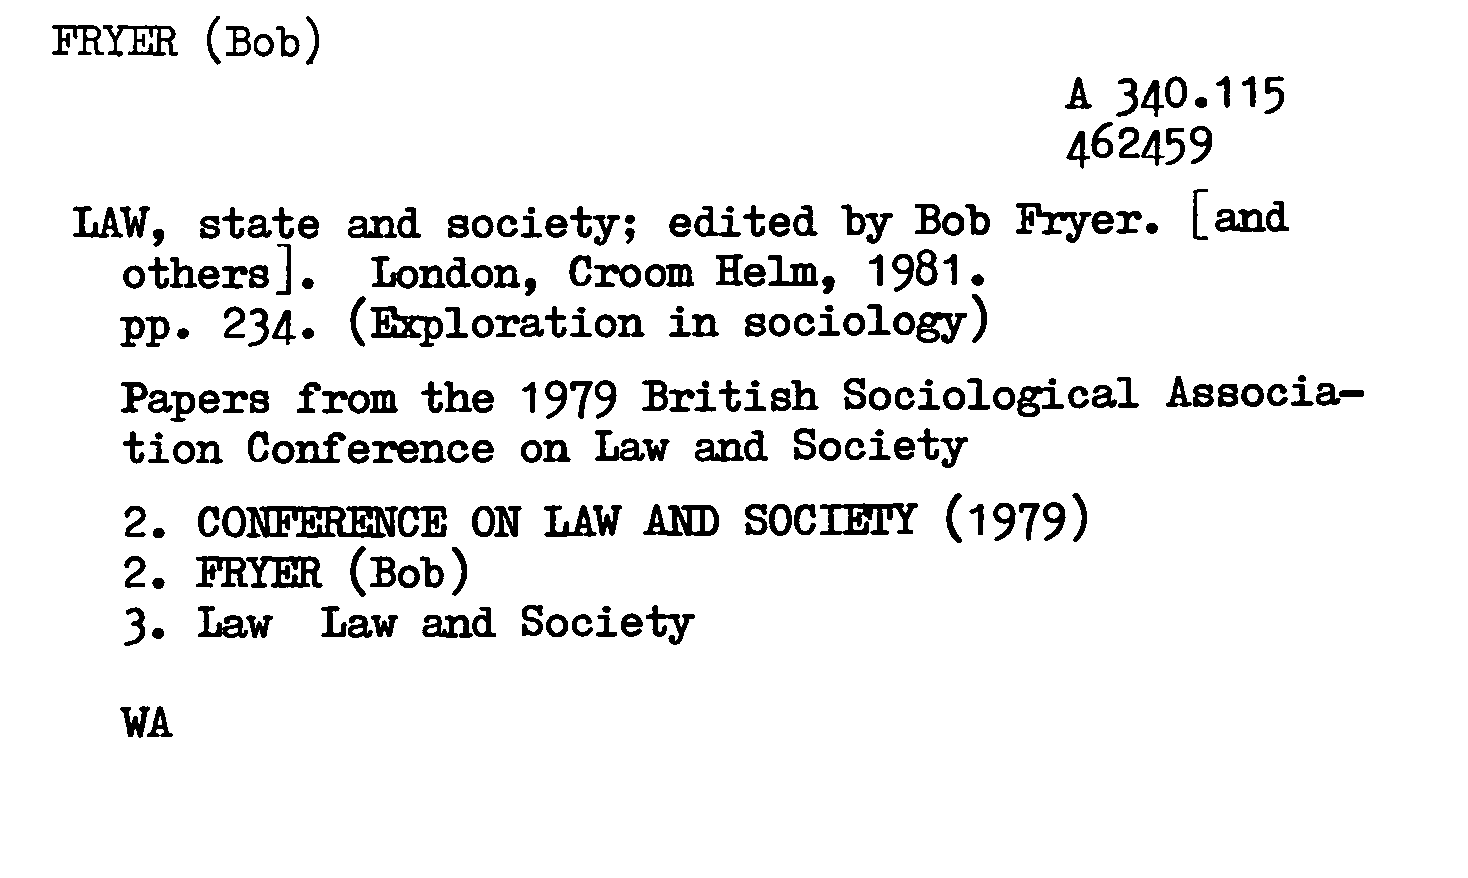 FRYER (Bob)
A 340.115
462459
LAW, state and society; edited by Bob Fryer. [and
others]. London, Croom Helm, 1981.
pp. 234. (Exploration in sociology)
Papers from the 1979 British Sociological Associa-
tion Conference on Law and Society
2. CONFERENCE ON LAW AND SOCIETY (1979)
2. FRYER (Bob)
3. Law  Law and Society
WA